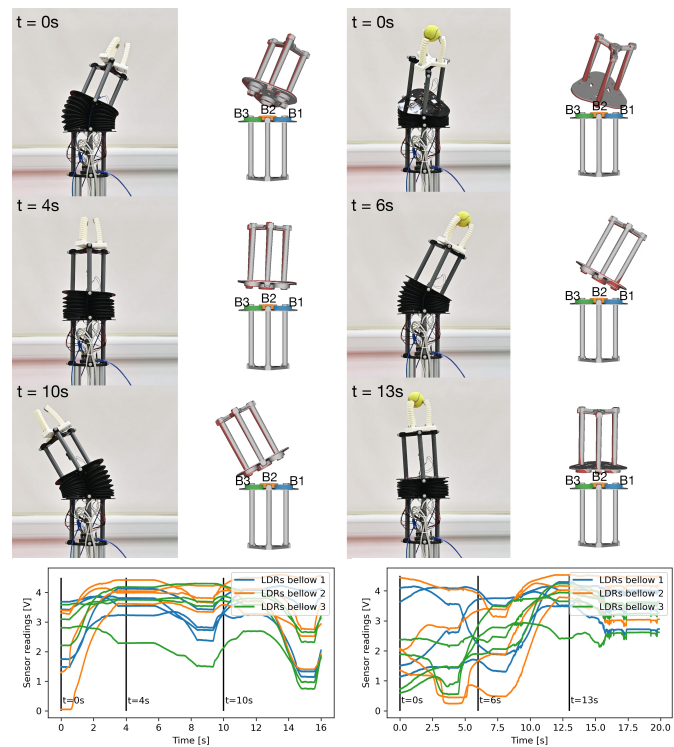 t = 0s
B3 B2 B1
t = 0s
B3 B2 B1
t = 4s
B3 B2 B1
t = 6s
B3 B2 B1
t = 10s
B3 B2 B1
t = 13s
B3 B2 B1
Sensor readings [V]
4
3
2
1
0
LDRs bellow 1
LDRs bellow 2
LDRs bellow 3
t=0s
t=4s
t=10s
0 2 4 6 8 10 12 14 16
Time [s]
Sensor readings [V]
4
3
2
1
0
LDRs bellow 1
LDRs bellow 2
LDRs bellow 3
t=0s
t=6s
t=13s
0.0 2.5 5.0 7.5 10.0 12.5 15.0 17.5 20.0
Time [s]